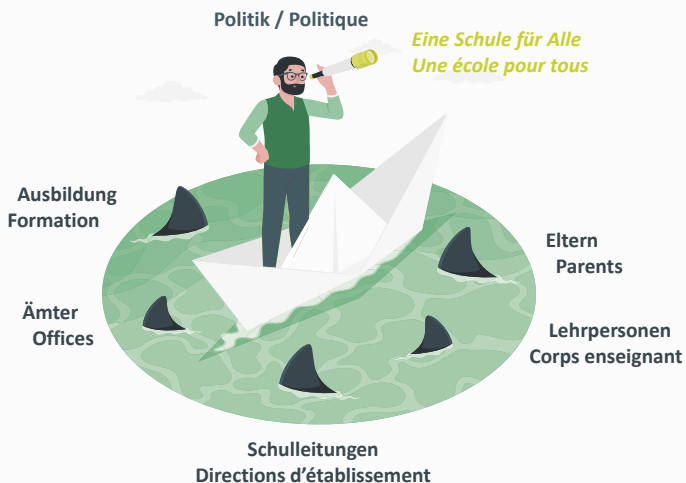 Politik / Politique
Eine Schule für Alle
Une école pour tous
Ausbildung
Formation
Eltern
Parents
Ämter
Offices
Lehrpersonen
Corps enseignant
Schulleitungen
Directions d’établissement